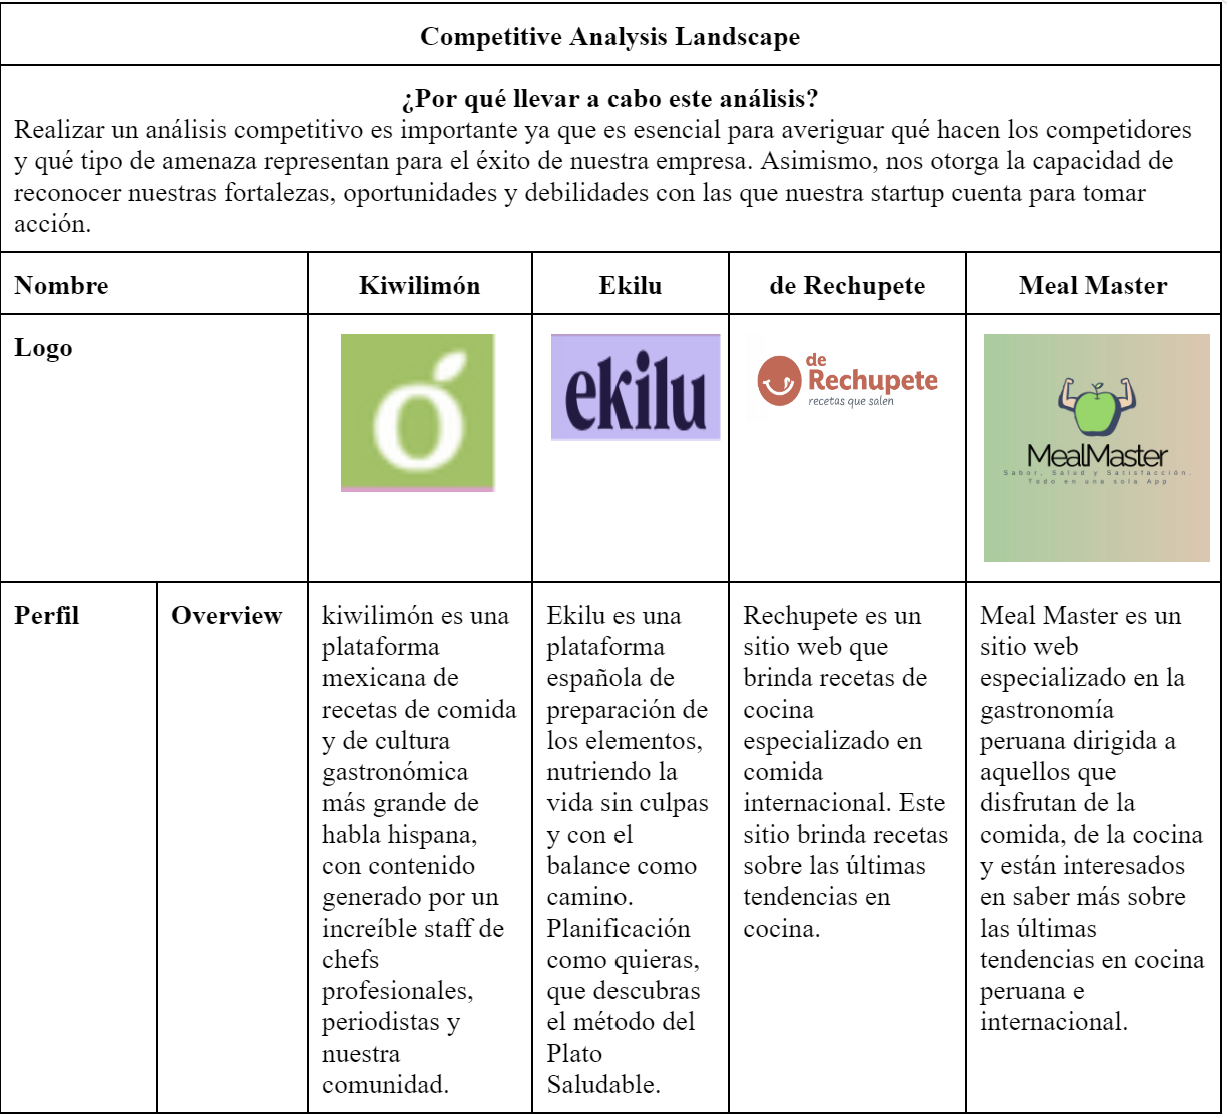 Competitive Analysis Landscape
¿Por qué llevar a cabo este análisis?
Realizar un análisis competitivo es importante ya que es esencial para averiguar qué hacen los competidores
y qué tipo de amenaza representan para el éxito de nuestra empresa. Asimismo, nos otorga la capacidad de
reconocer nuestras fortalezas, oportunidades y debilidades con las que nuestra startup cuenta para tomar
acción.
Nombre
Kiwilimón
Ekilu
de Rechupete
Meal Master
Logo
ó
ekilu
de
Rechupete
recetas que salen
MealMaster
Sabor, Salud y Satisfacción.
Todo en una sola App
Perfil
Overview
kiwilimón es una
plataforma
mexicana de
recetas de comida
y de cultura
gastronómica
más grande de
habla hispana,
con contenido
generado por un
increíble staff de
chefs
profesionales,
periodistas y
nuestra
comunidad.
Ekilu es una
plataforma
española de
preparación de
los elementos,
nutriendo la
vida sin culpas
y con el
balance como
camino.
Planificación
como quieras,
que descubras
el método del
Plato
Saludable.
Rechupete es un
sitio web que
brinda recetas de
cocina
especializado en
comida
internacional. Este
sitio brinda recetas
sobre las últimas
tendencias en
cocina.
Meal Master es un
sitio web
especializado en la
gastronomía
peruana dirigida a
aquellos que
disfrutan de la
comida, de la cocina
y están interesados
en saber más sobre
las últimas
tendencias en cocina
peruana e
internacional.